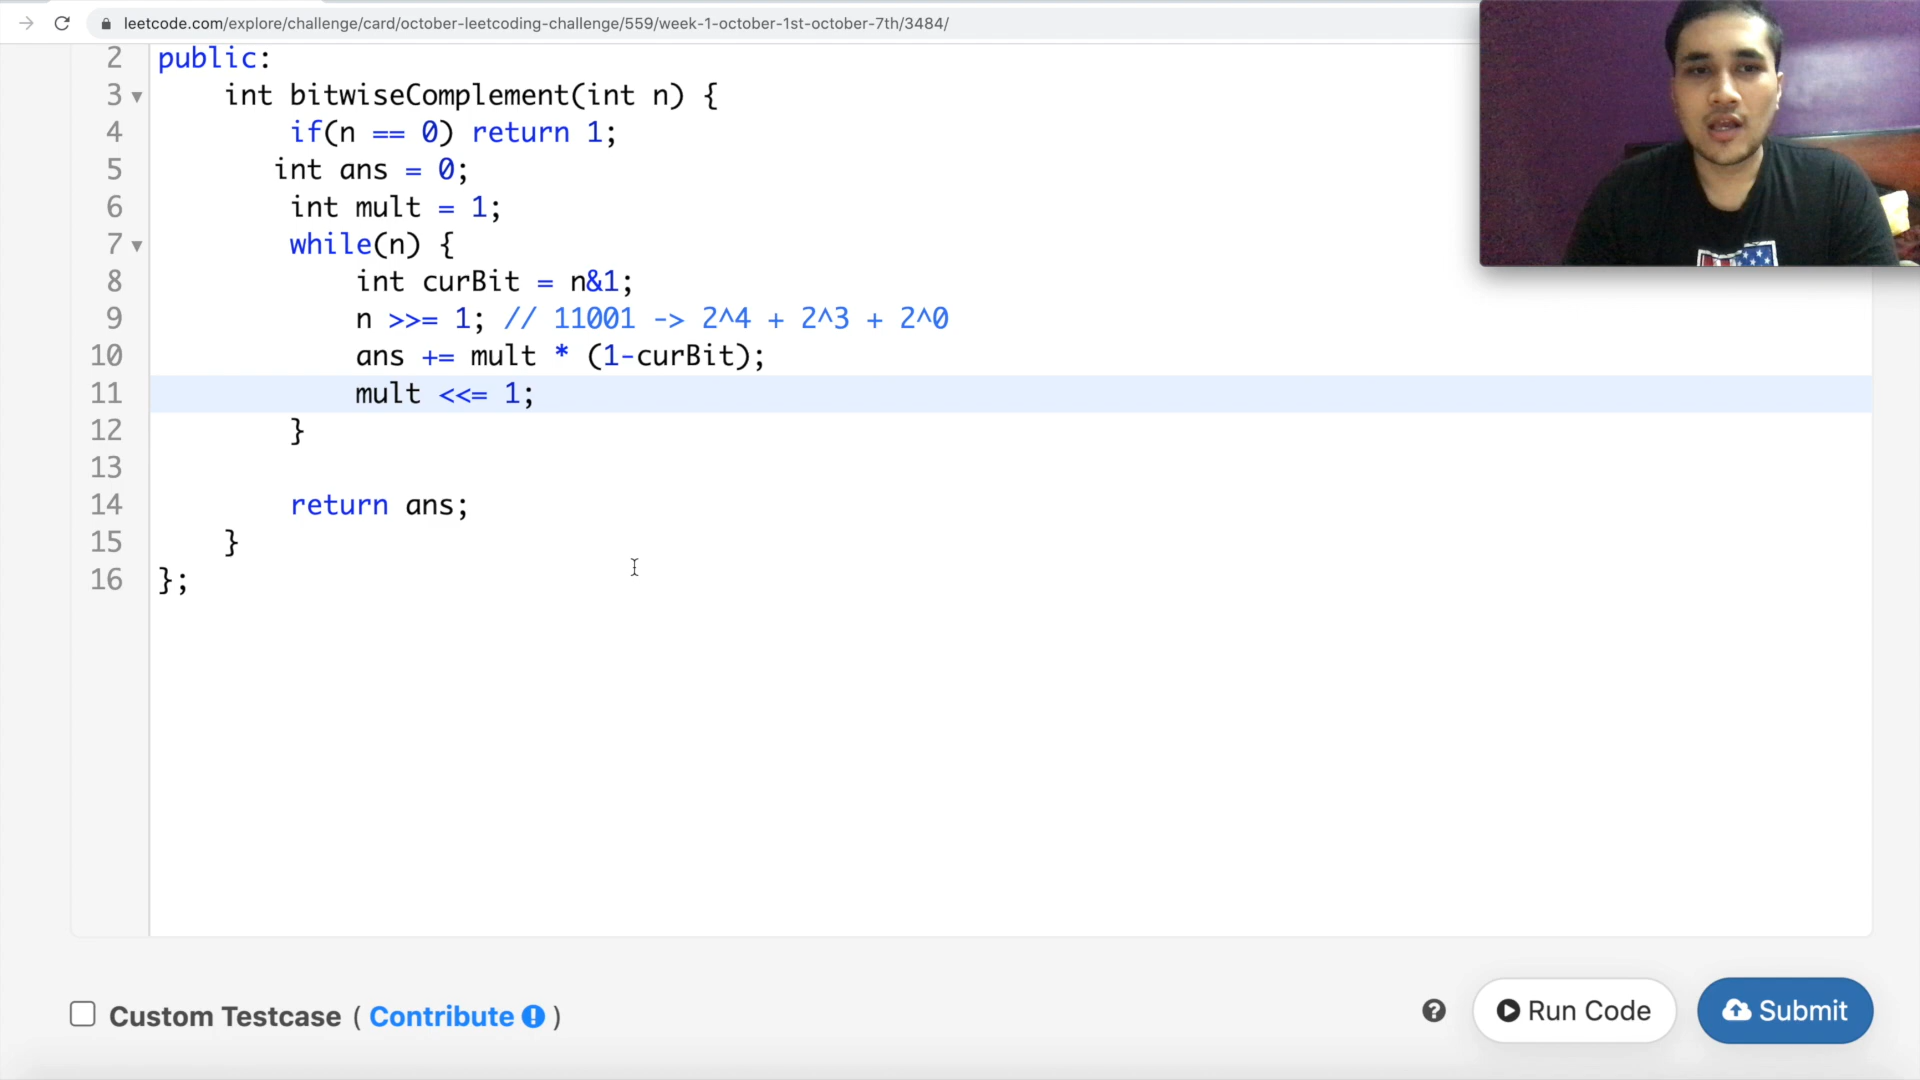 leetcode.com/explore/challenge/card/october-leetcoding-challenge/559/week-1-october-1st-october-7th/3484/
2 public:
3 int bitwiseComplement(int n) {
4 if(n == 0) return 1;
5 int ans = 0;
6 int mult = 1;
7 while(n) {
8 int curBit = n&1;
9 n >>= 1; // 11001 -> 2^4 + 2^3 + 2^0
10 ans += mult * (1-curBit);
11 mult <<= 1;
12 }
13
14 return ans;
15 }
16 };
Custom Testcase ( Contribute ! )
? Run Code Submit